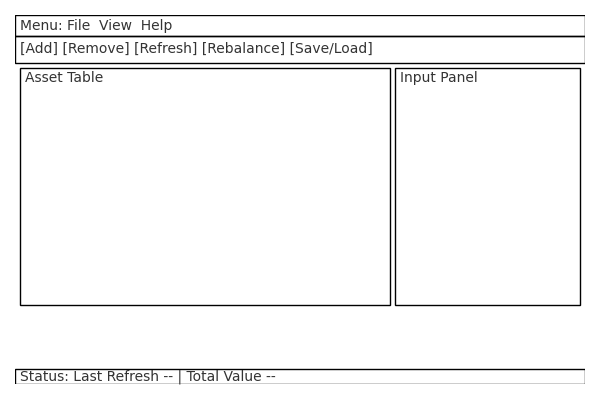 Menu: File  View  Help
[Add] [Remove] [Refresh] [Rebalance] [Save/Load]
Asset Table
Input Panel
Status: Last Refresh -- | Total Value --